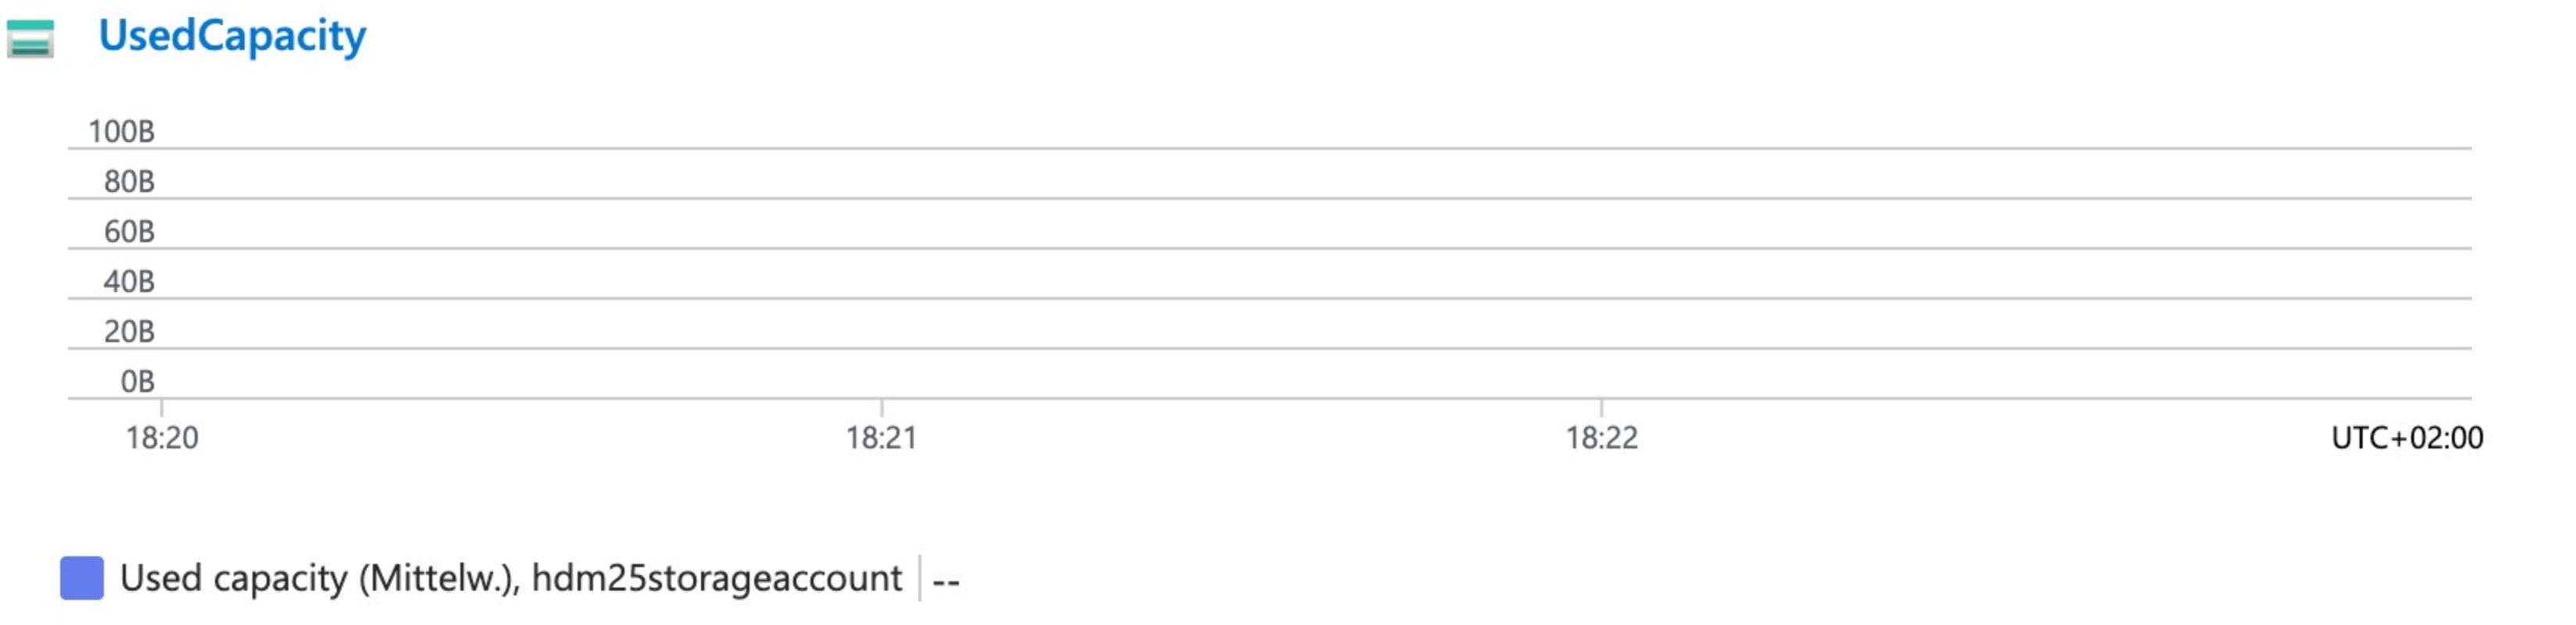 UsedCapacity
100B
80B
60B
40B
20B
0B
18:20 18:21 18:22 UTC+02:00
Used capacity (Mittelw.), hdm25storageaccount --